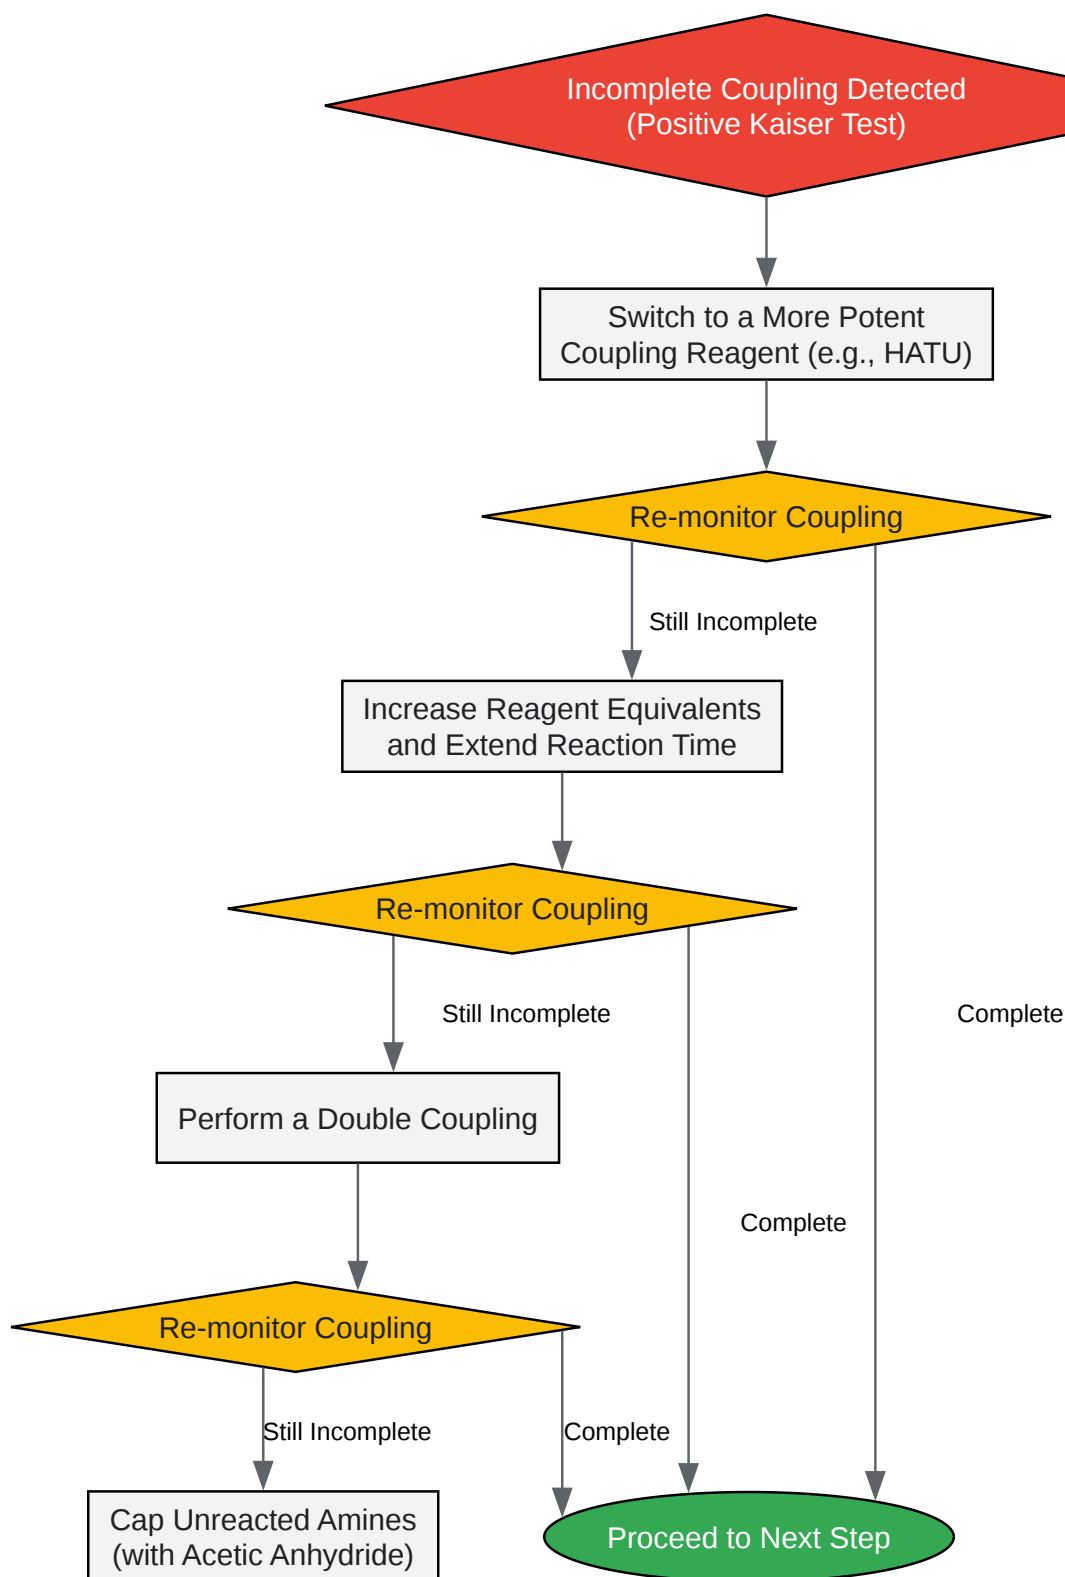 Incomplete Coupling Detected
(Positive Kaiser Test)
Switch to a More Potent
Coupling Reagent (e.g., HATU)
Re-monitor Coupling
Still Incomplete
Increase Reagent Equivalents
and Extend Reaction Time
Re-monitor Coupling
Still Incomplete
Complete
Perform a Double Coupling
Complete
Re-monitor Coupling
Still Incomplete
Complete
Cap Unreacted Amines
(with Acetic Anhydride)
Proceed to Next Step